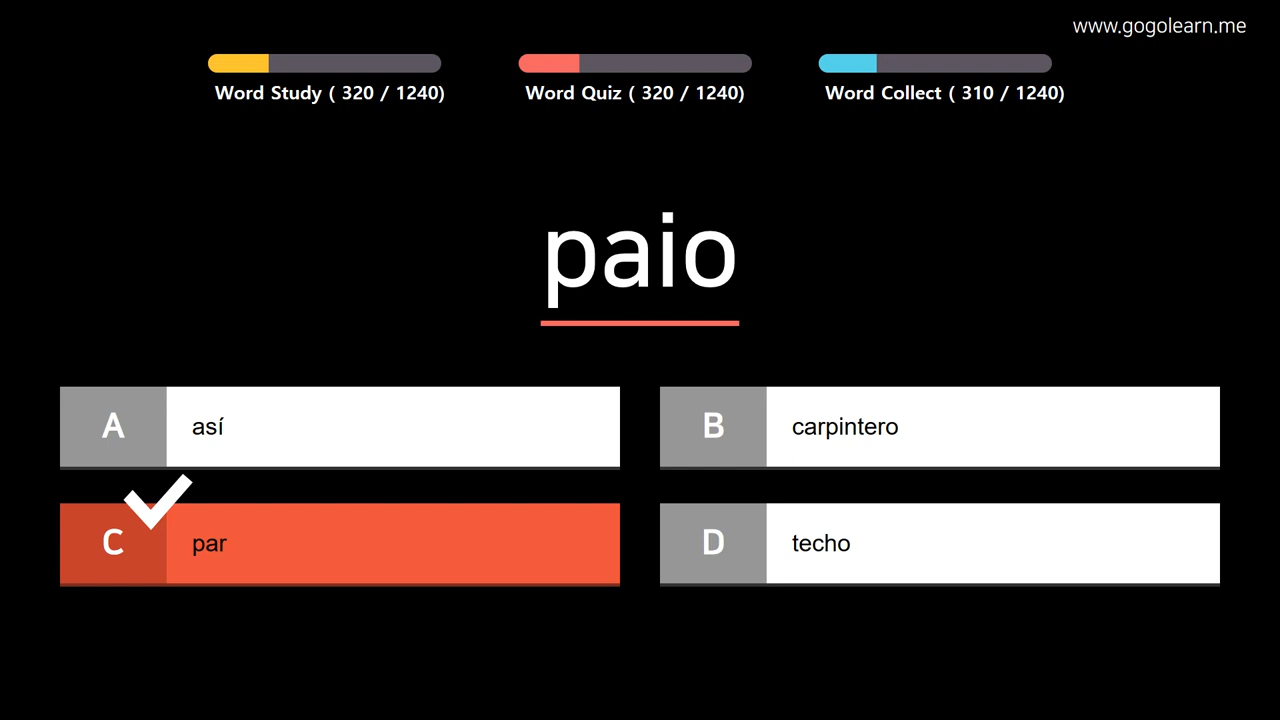 www.gogolearn.me
Word Study ( 320 / 1240)
Word Quiz ( 320 / 1240)
Word Collect ( 310 / 1240)
paio
A así
B carpintero
C par
D techo